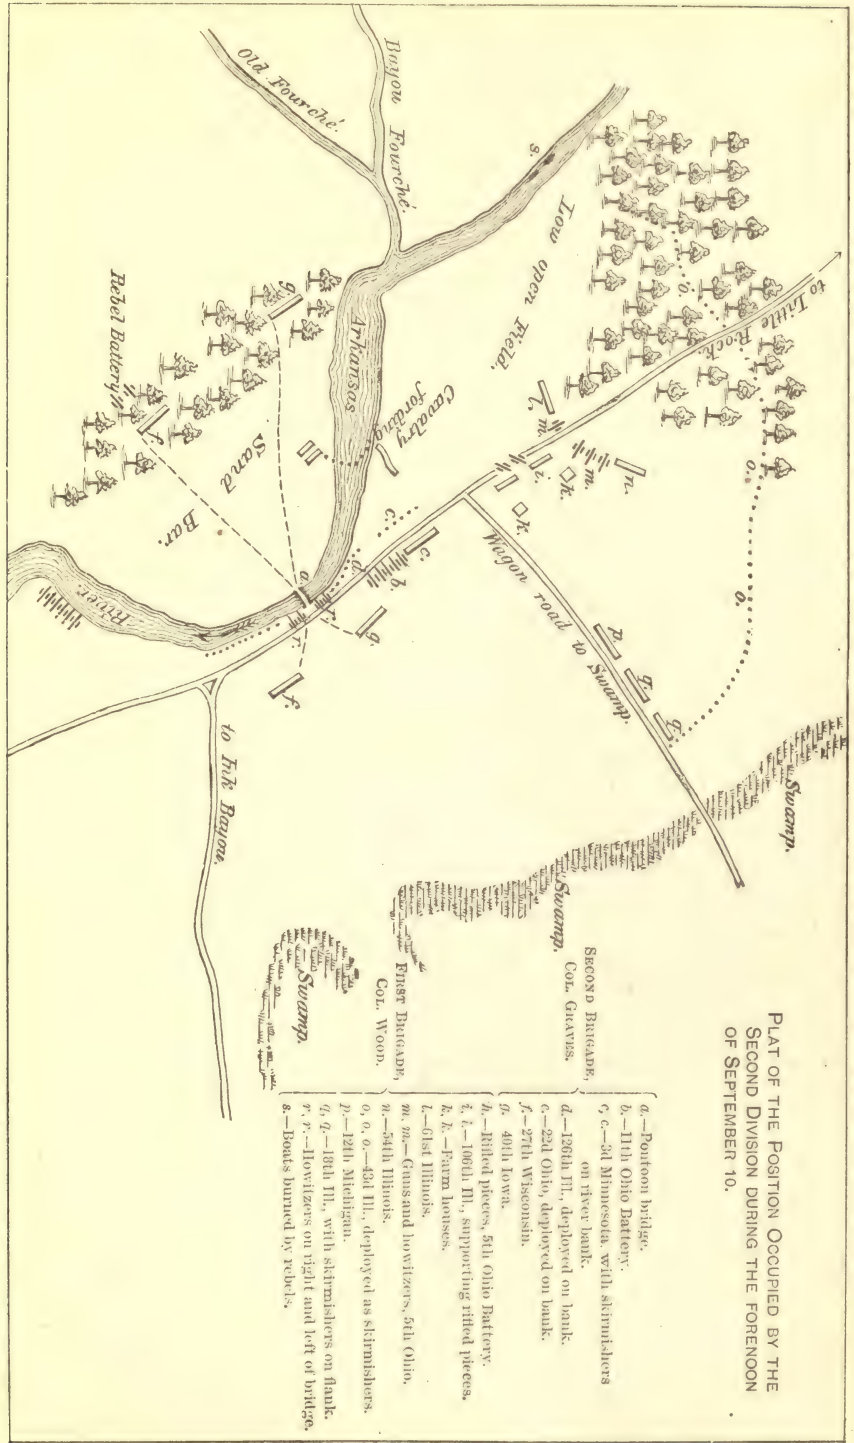 PLAT OF THE POSITION OCCUPIED BY THE
SECOND DIVISION DURING THE FORENOON
OF SEPTEMBER 10.
SECOND BRIGADE,
COL. GRAVES.
a.—Pontoon bridge.
b.—11th Ohio Battery.
c, c.—3d Minnesota, with skirmishers
on river bank.
d.—126th Ill., deployed on bank.
e.—22d Ohio, deployed on bank.
f.—27th Wisconsin.
g. 40th Iowa.
FIRST BRIGADE,
COL. WOOD.
h.—Rifled pieces, 5th Ohio Battery.
i, i.—106th Ill., supporting rifled pieces.
k, k.—Farm houses.
l.—61st Illinois.
m. m.—Guns and howitzers, 5th Ohio.
n.—54th Illinois.
o, o, o.—43d Ill., deployed as skirmishers.
p.—12th Michigan.
q, q.—18th Ill., with skirmishers on flank.
r, r.—Howitzers on right and left of bridge.
s.—Boats burned by rebels.
Old Fourché.
Bayou Fourché.
s.
Low open Field.
to Little Rock.
o.
o.
o.
Arkansas
River.
Cavalry
fording
Rebel Battery
Sand
Bar.
Wagon road to Swamp.
to Ink Bayou
Swamp.
Swamp.
Swamp.
g
f
l.
m.
i.
k.
m.
n.
k.
c.
c.
b.
d
a
r.
r.
g.
f.
p.
q.
q.